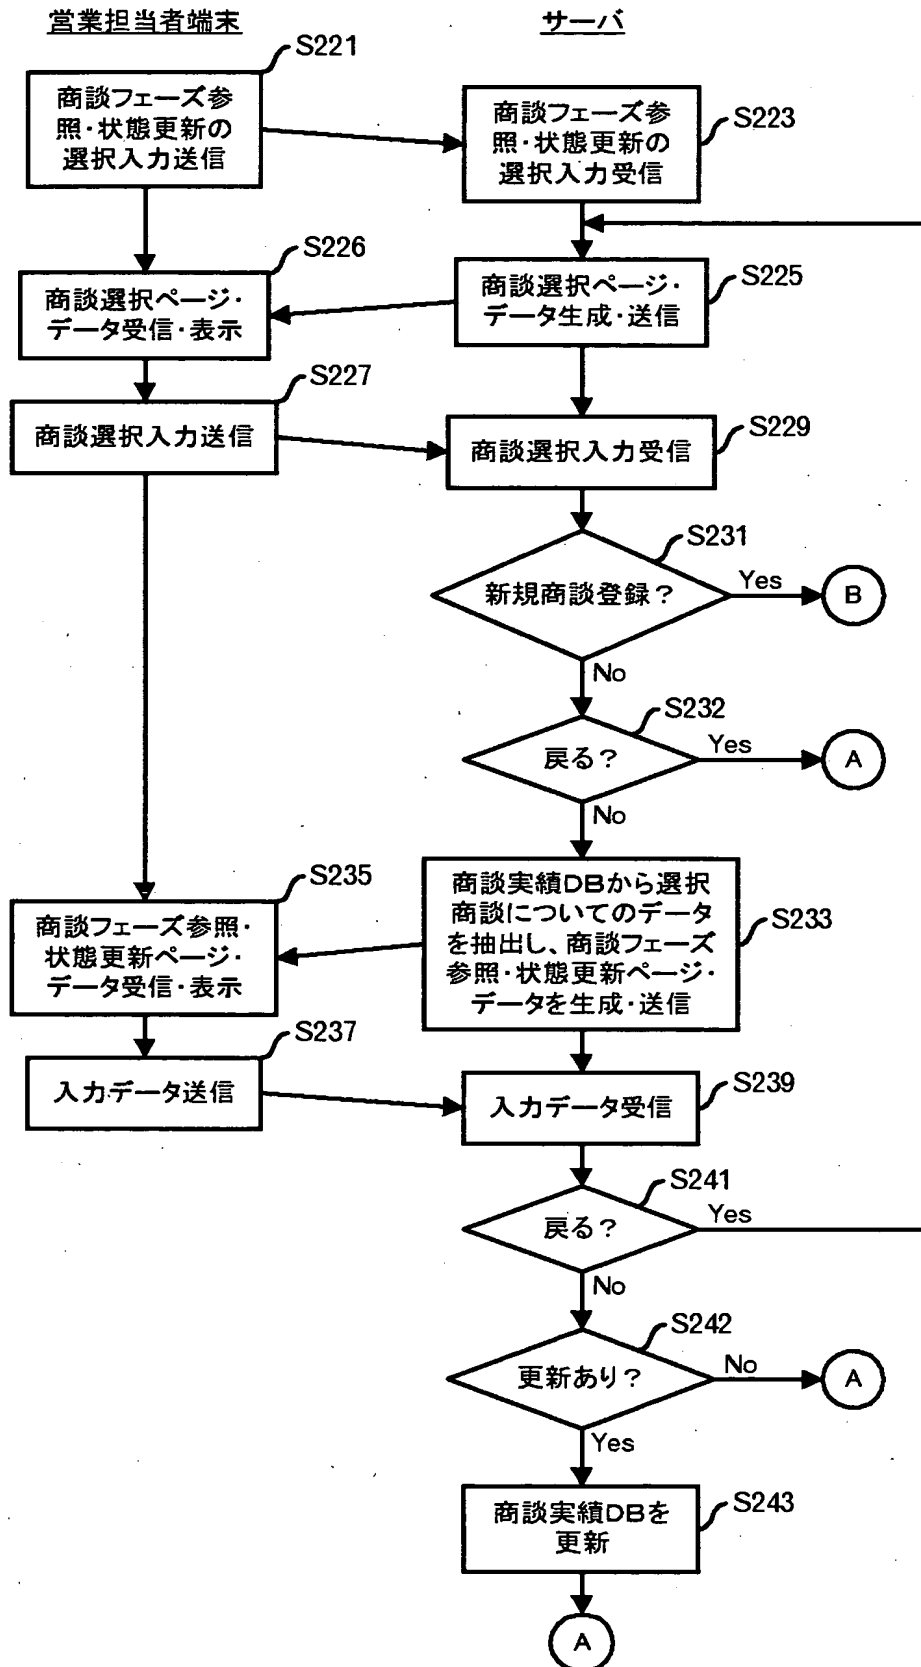 営業担当者端末
サーバ
S221
商談フェーズ参
照・状態更新の
選択入力送信
S223
商談フェーズ参
照・状態更新の
選択入力受信
S226
商談選択ページ・
データ受信・表示
S225
商談選択ページ・
データ生成・送信
S227
商談選択入力送信
S229
商談選択入力受信
S231
新規商談登録？
Yes
B
No
S232
戻る？
Yes
A
No
S235
商談フェーズ参照・
状態更新ページ・
データ受信・表示
S233
商談実績DBから選択
商談についてのデータ
を抽出し、商談フェーズ
参照・状態更新ページ・
データを生成・送信
S237
入力データ送信
S239
入力データ受信
S241
戻る？
Yes
No
S242
更新あり？
No
A
Yes
S243
商談実績DBを
更新
A